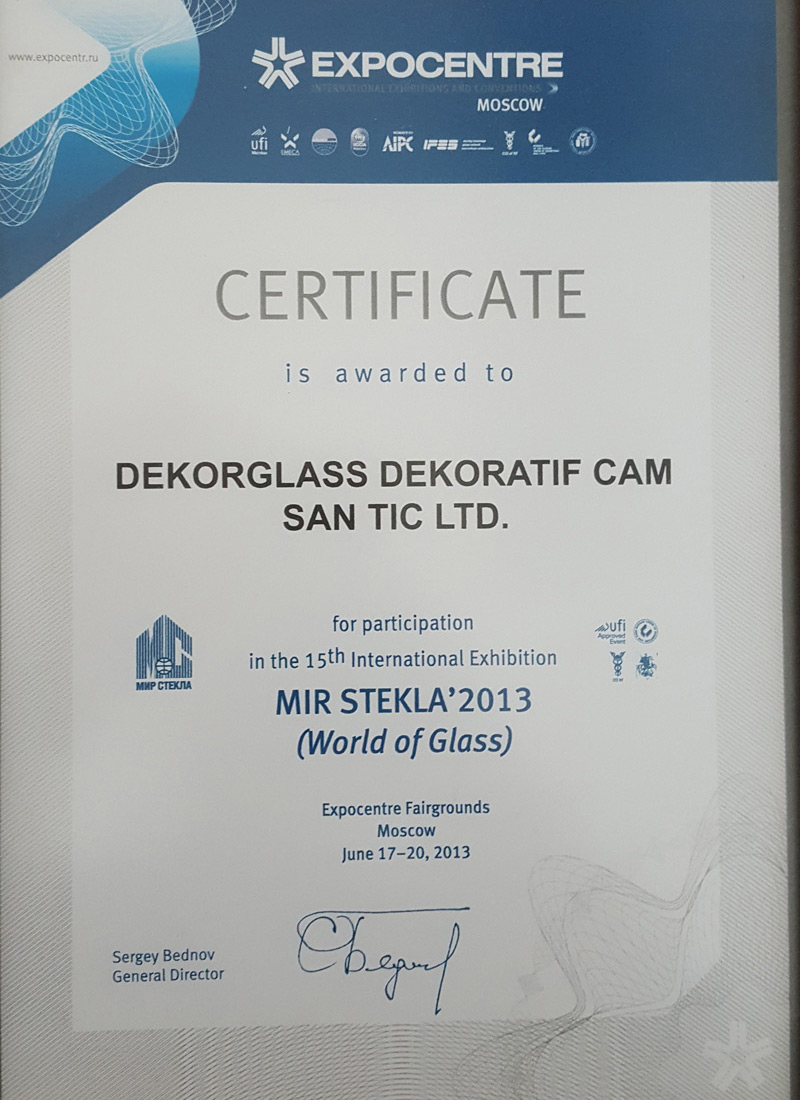 www.expocentr.ru
EXPOCENTRE
INTERNATIONAL EXHIBITIONS AND CONVENTIONS
MOSCOW
ufi
Member
EMECA
AIPC
IFES
CERTIFICATE
is awarded to
DEKORGLASS DEKORATIF CAM
SAN TIC LTD.
for participation
in the 15th International Exhibition
MIR STEKLA’2013
(World of Glass)
МИР СТЕКЛА
ufi
Approved
Event
Expocentre Fairgrounds
Moscow
June 17–20, 2013
Sergey Bednov
General Director